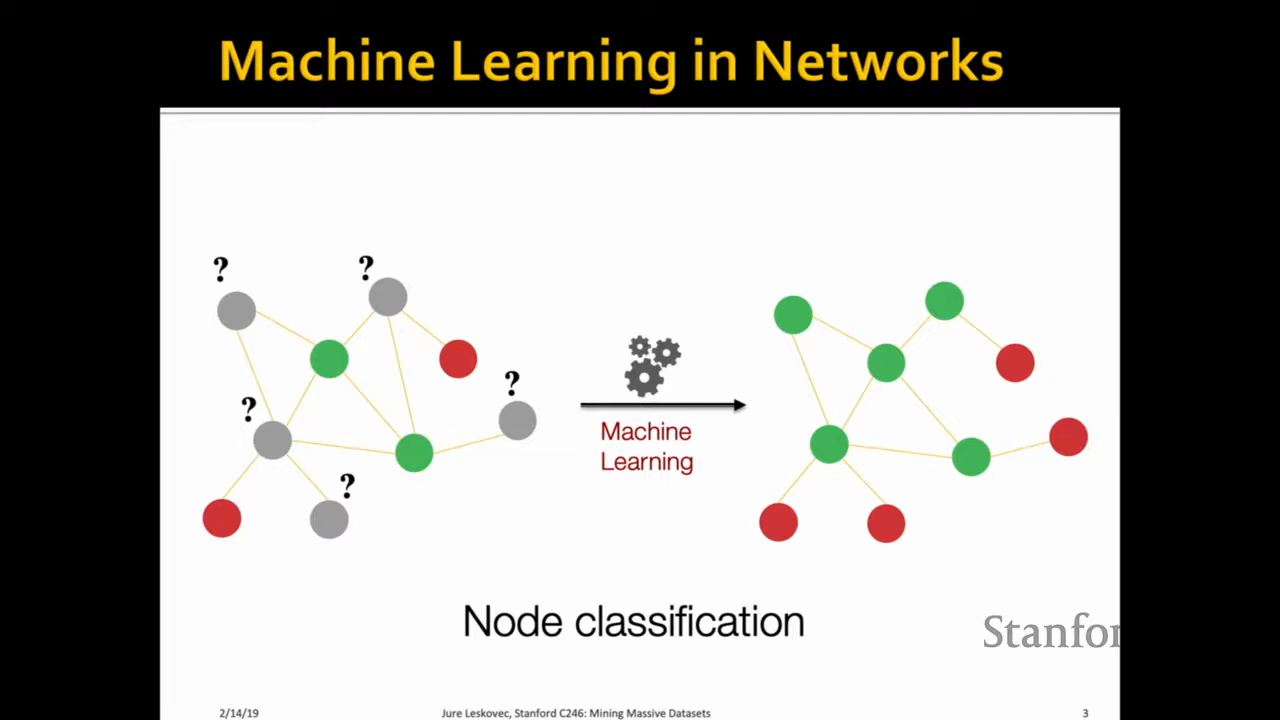 Machine Learning in Networks
?
?
?
?
?
Machine
Learning
Node classification
Stanfor
2/14/19
Jure Leskovec, Stanford C246: Mining Massive Datasets
3